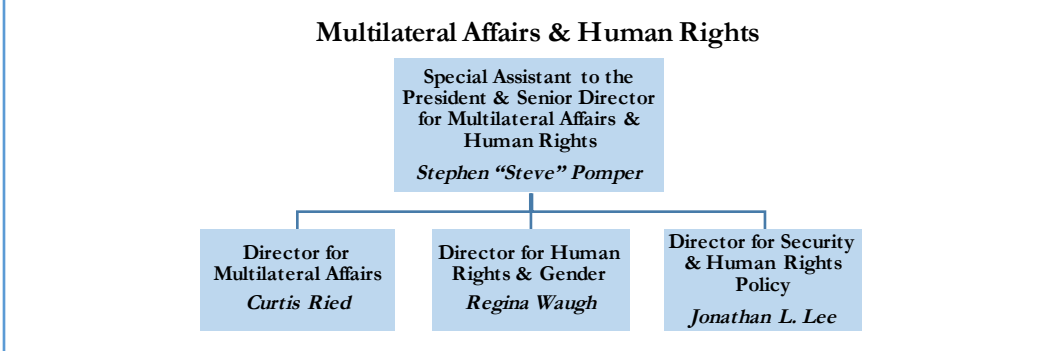 Multilateral Affairs & Human Rights
Special Assistant to the
President & Senior Director
for Multilateral Affairs &
Human Rights
Stephen “Steve” Pomper
Director for
Multilateral Affairs
Curtis Ried
Director for Human
Rights & Gender
Regina Waugh
Director for Security
& Human Rights
Policy
Jonathan L. Lee